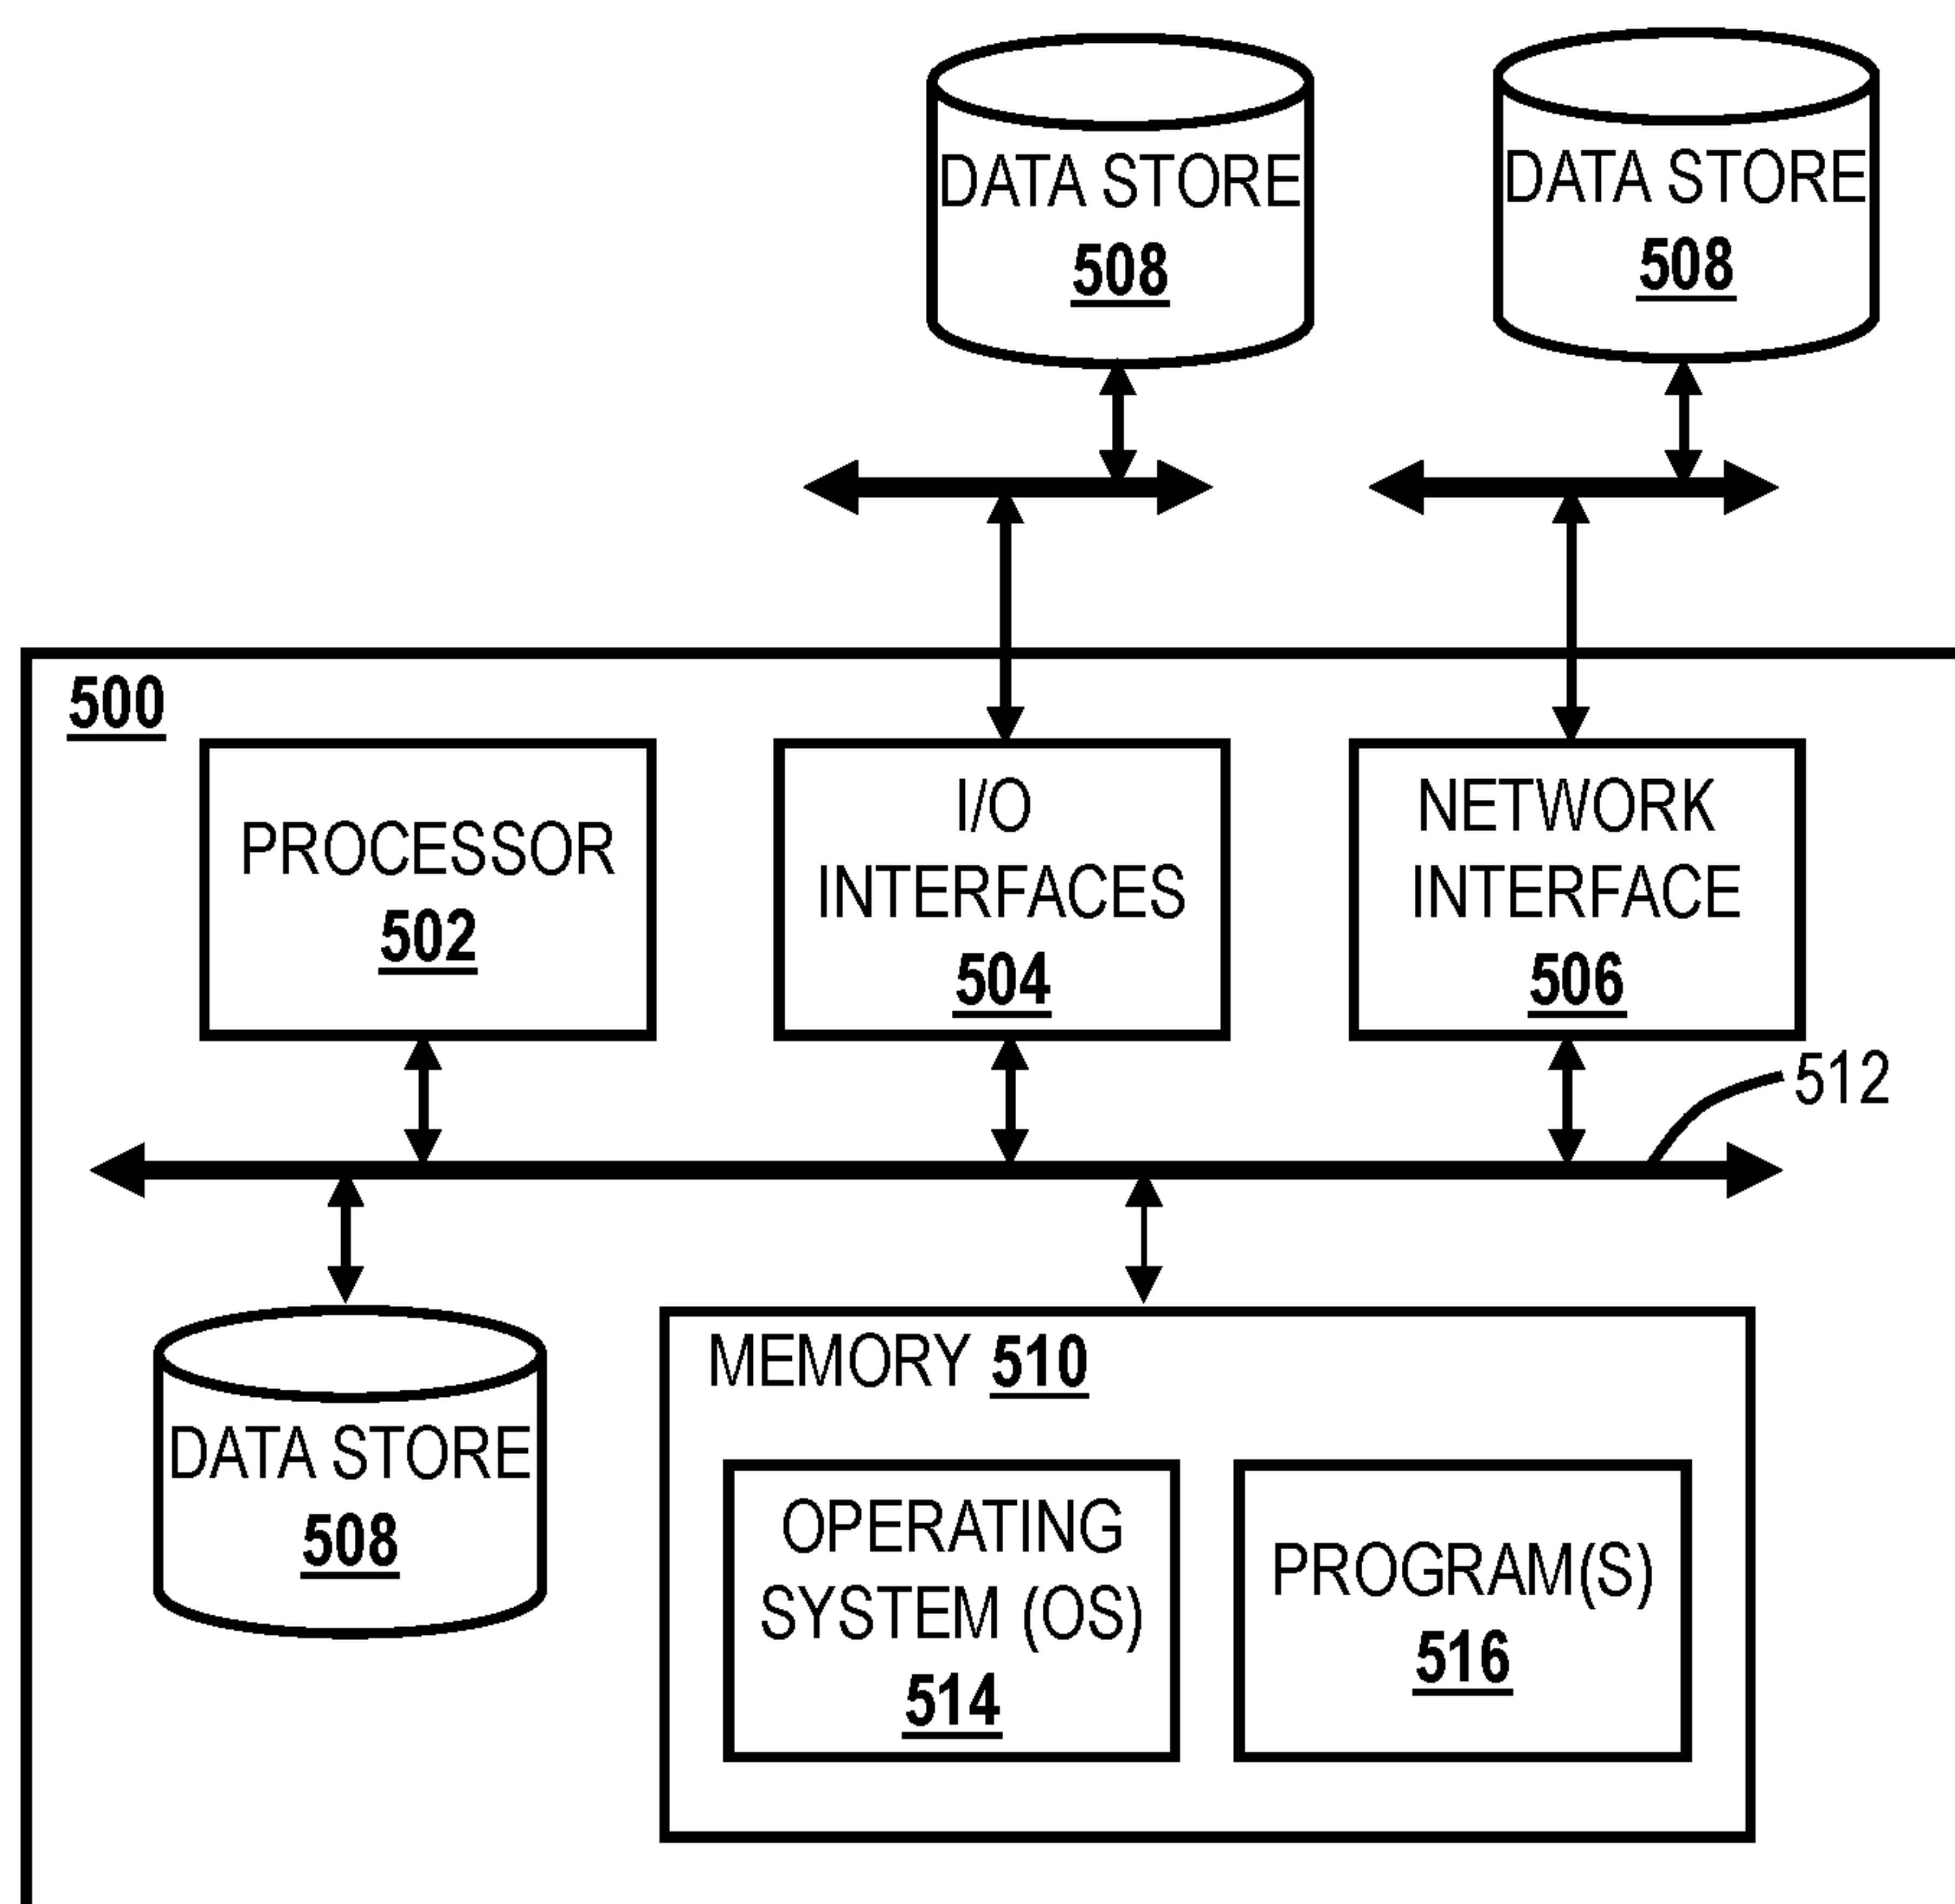 DATA STORE
508
DATA STORE
508
500
PROCESSOR
502
I/O
INTERFACES
504
NETWORK
INTERFACE
506
512
DATA STORE
508
MEMORY 510
OPERATING
SYSTEM (OS)
514
PROGRAM(S)
516